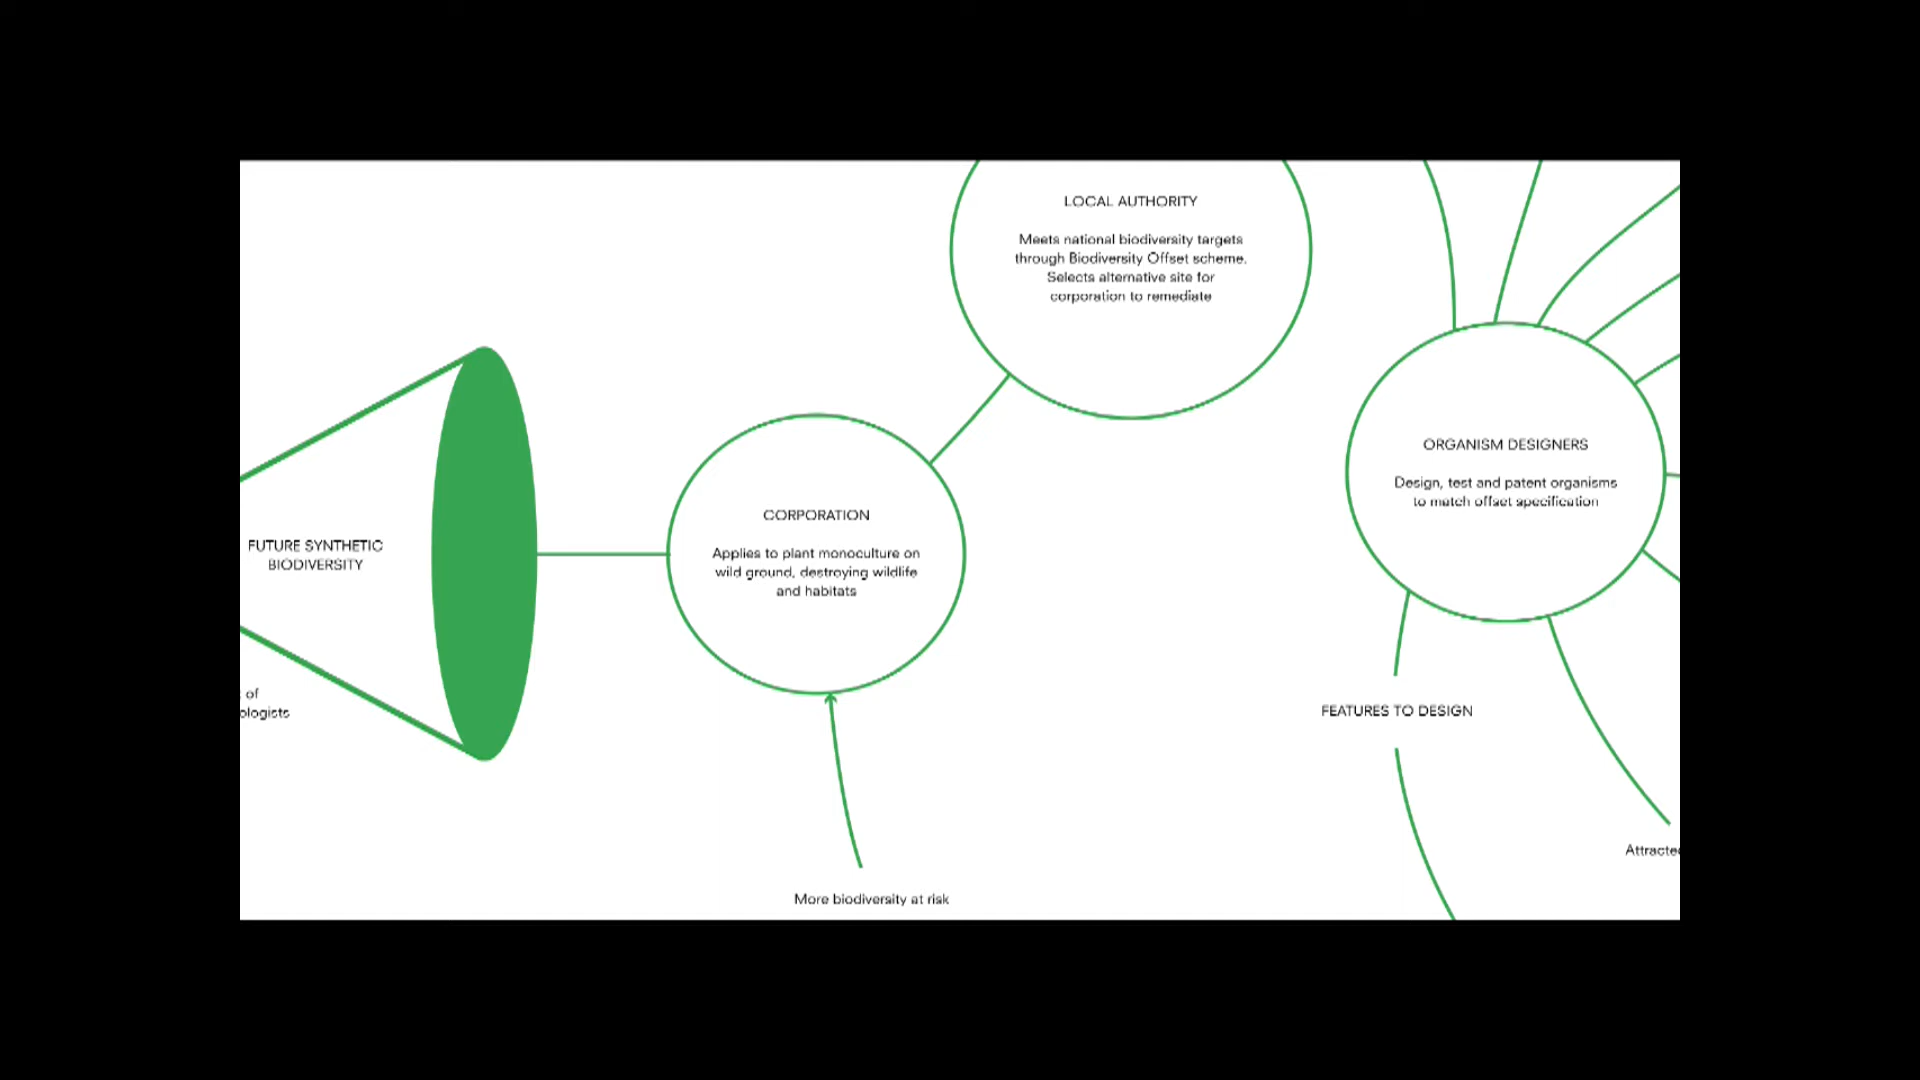 LOCAL AUTHORITY
Meets national biodiversity targets
through Biodiversity Offset scheme.
Selects alternative site for
corporation to remediate
ORGANISM DESIGNERS
Design, test and patent organisms
to match offset specification
CORPORATION
Applies to plant monoculture on
wild ground, destroying wildlife
and habitats
FUTURE SYNTHETIC
BIODIVERSITY
of
ologists
FEATURES TO DESIGN
Attracte
More biodiversity at risk